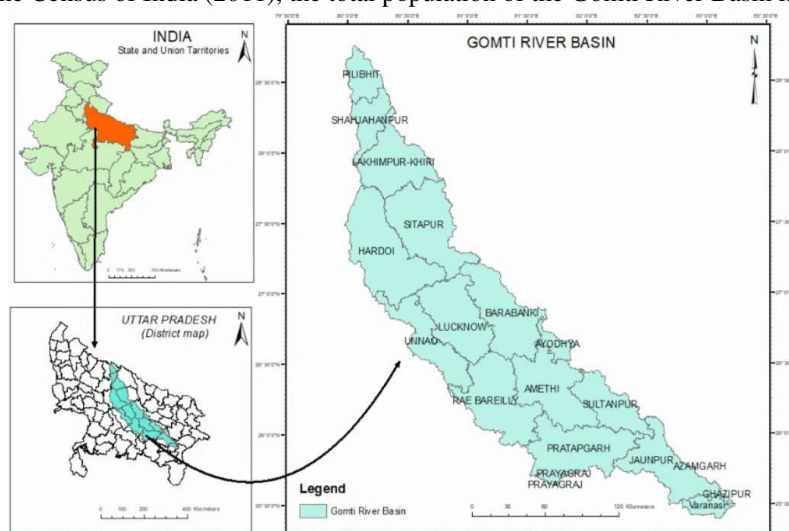 he Census of India (2011), the total population of the Gomti River Basin is
INDIA
State and Union Territories
N
UTTAR PRADESH
(District map)
N
0 100 200 400 Kilometers
GOMTI RIVER BASIN
N
PILIBHIT
SHAHJAHANPUR
LAKHIMPUR-KHIRI
SITAPUR
HARDOI
BARABANKI
LUCKNOW
UNNAO
AYODHYA
AMETHI
RAE BAREILLY
SULTANPUR
PRATAPGARH
JAUNPUR
AZAMGARH
PRAYAGRAJ
PRAYAGRAJ
GHAZIPUR
Varanasi
Legend
Gomti River Basin
0 30 60 120 Kilometers